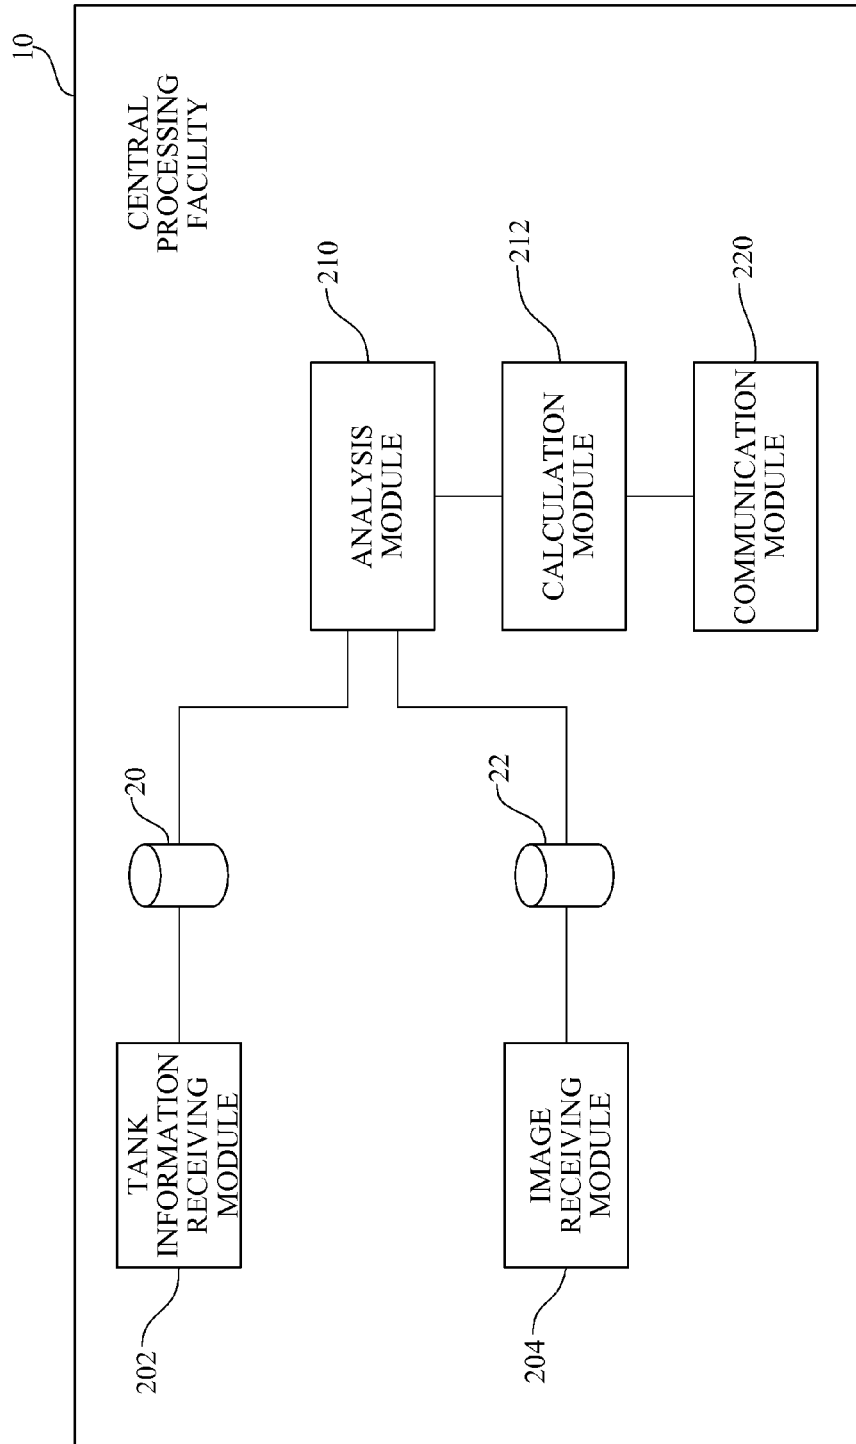 10
CENTRAL
PROCESSING
FACILITY
202
TANK
INFORMATION
RECEIVING
MODULE
20
210
ANALYSIS
MODULE
212
CALCULATION
MODULE
220
COMMUNICATION
MODULE
204
IMAGE
RECEIVING
MODULE
22